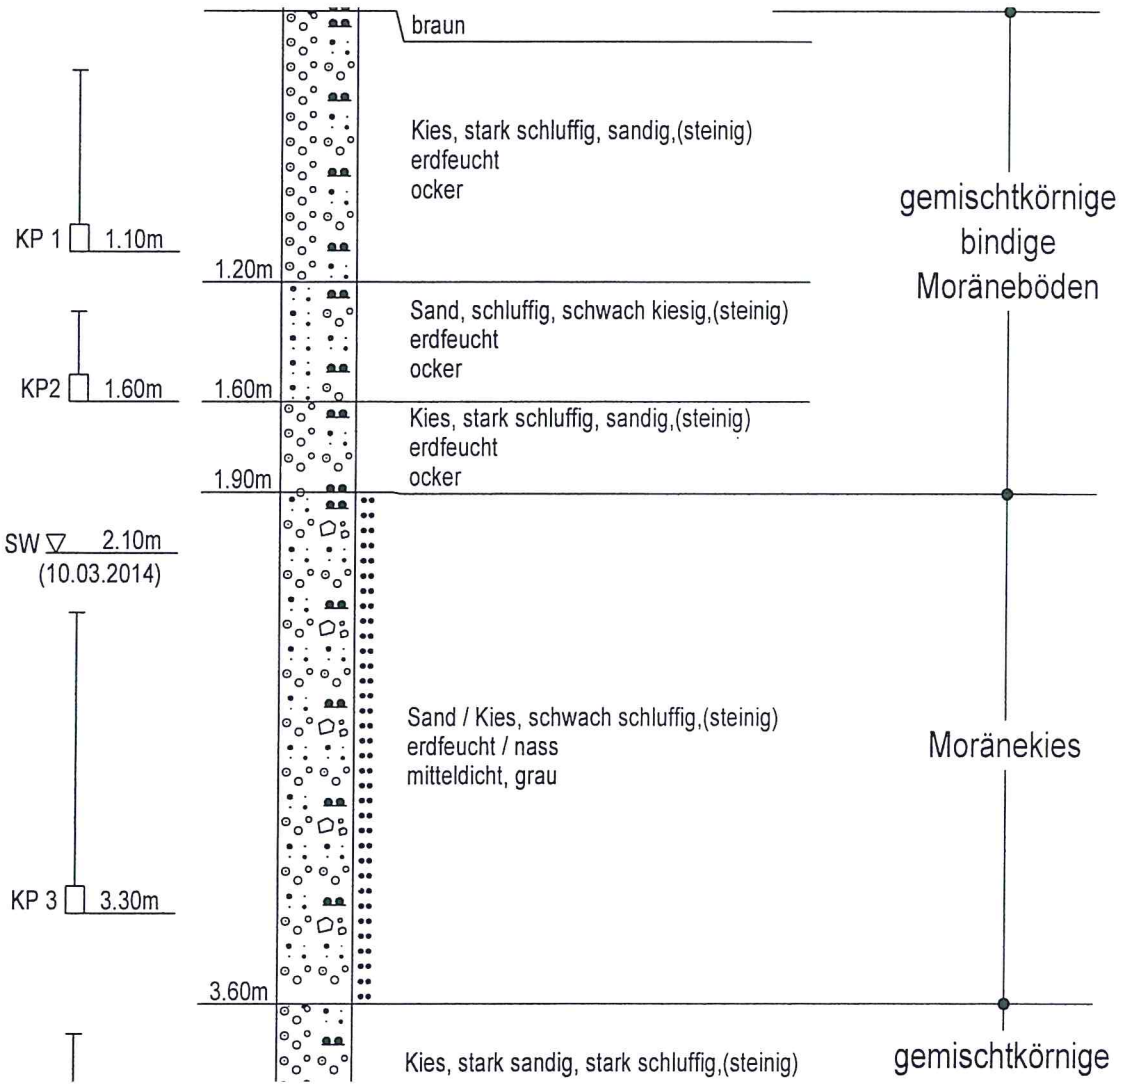 braun
Kies, stark schluffig, sandig,(steinig)
erdfeucht
ocker
gemischtkörnige
bindige
Moräneböden
KP 1 1.10m
1.20m
Sand, schluffig, schwach kiesig,(steinig)
erdfeucht
ocker
KP2 1.60m
1.60m
Kies, stark schluffig, sandig,(steinig)
erdfeucht
ocker
1.90m
SW 2.10m
(10.03.2014)
Sand / Kies, schwach schluffig,(steinig)
erdfeucht / nass
mitteldicht, grau
Moränekies
KP 3 3.30m
3.60m
Kies, stark sandig, stark schluffig,(steinig)
gemischtkörnige